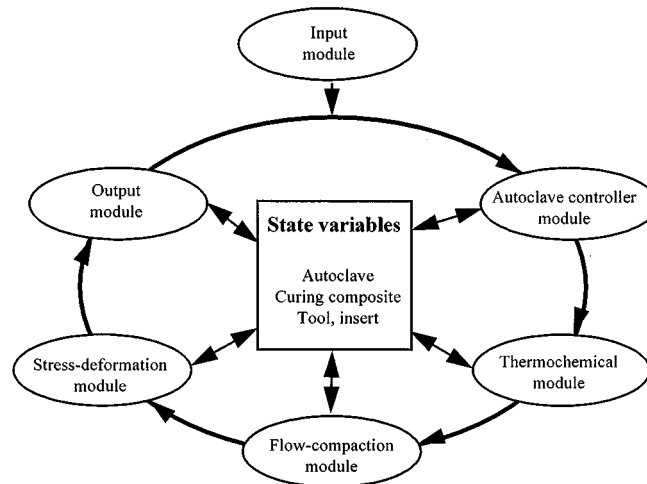 Input
module
Output
module
Autoclave controller
module
State variables
Autoclave
Curing composite
Tool, insert
Stress-deformation
module
Thermochemical
module
Flow-compaction
module